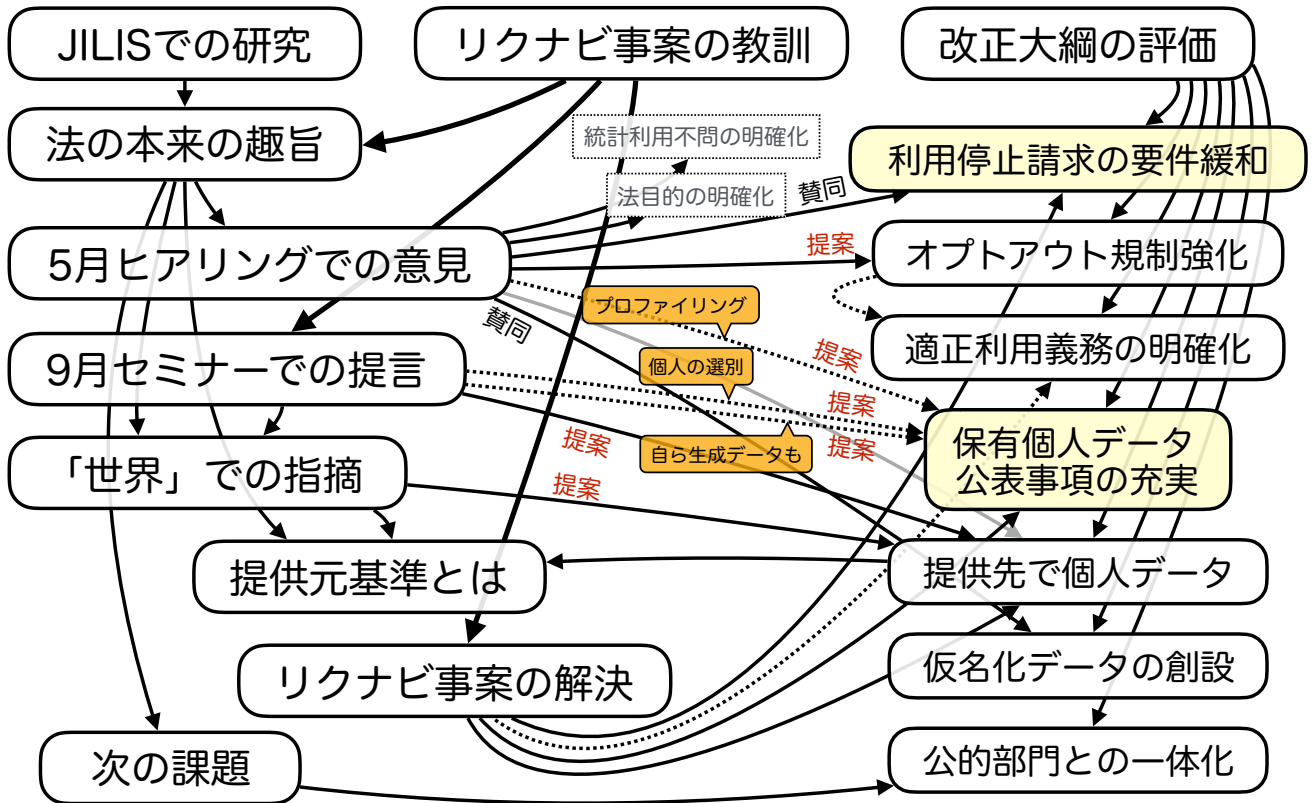 JILISでの研究
リクナビ事案の教訓
改正大綱の評価
法の本来の趣旨
統計利用不問の明確化
利用停止請求の要件緩和
法目的の明確化
賛同
5月ヒアリングでの意見
提案
オプトアウト規制強化
プロファイリング
賛同
9月セミナーでの提言
個人の選別
提案
適正利用義務の明確化
提案
提案
自ら生成データも
提案
保有個人データ
公表事項の充実
「世界」での指摘
提案
提供元基準とは
提供先で個人データ
リクナビ事案の解決
仮名化データの創設
次の課題
公的部門との一体化